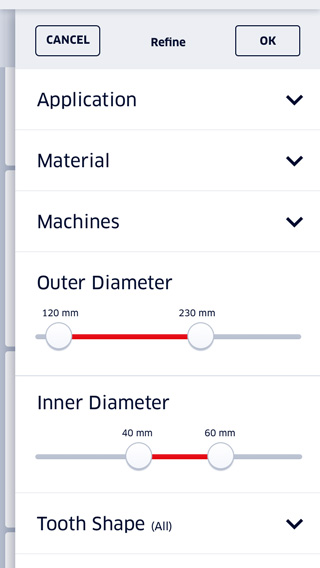 CANCEL Refine OK
Application
Material
Machines
Outer Diameter
120 mm 230 mm
Inner Diameter
40 mm 60 mm
Tooth Shape (All)